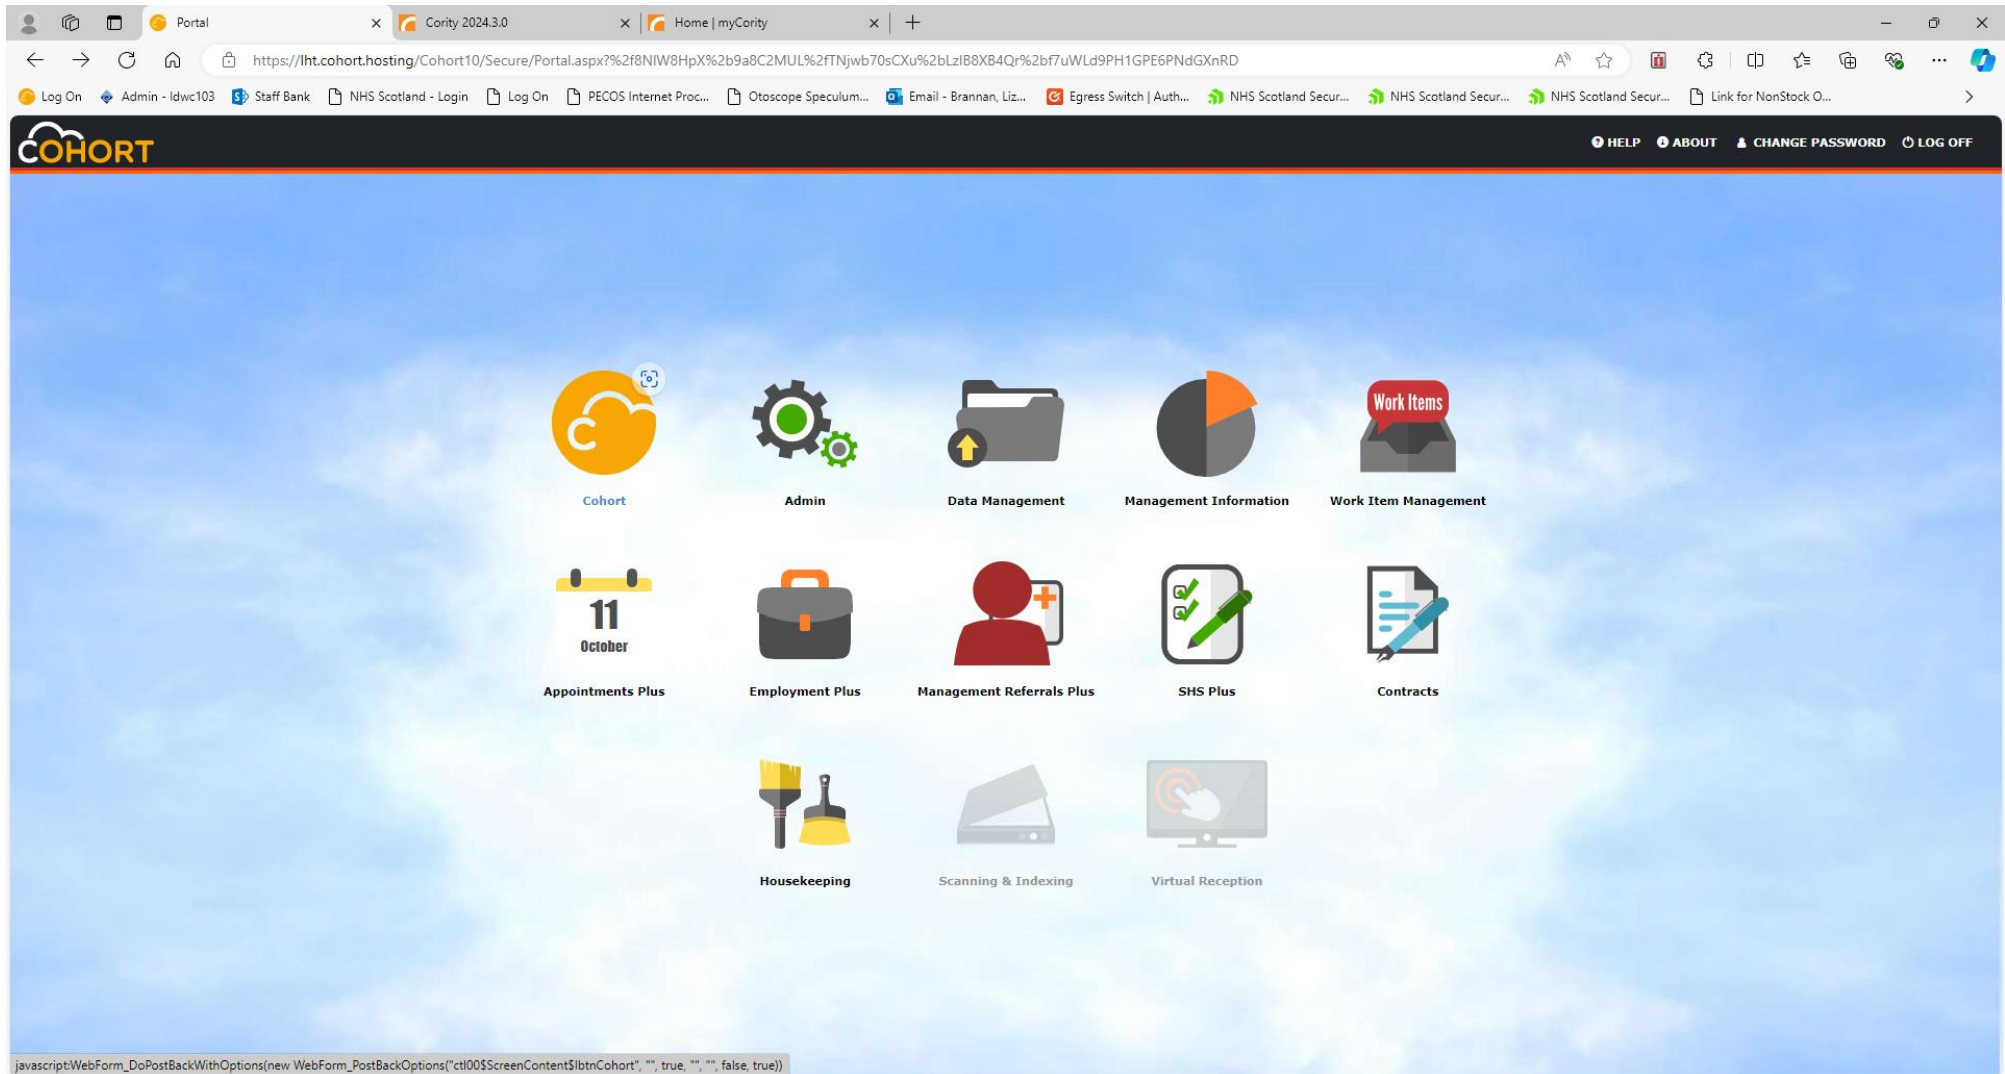 Portal
Cority 2024.3.0
Home | myCority
https://lht.cohort.hosting/Cohort10/Secure/Portal.aspx?%2f8NIW8HpX%2b9a8C2MUL%2fTNjwb70sCXu%2bLzIB8XB4Qr%2bf7uWLd9PH1GPE6PNdGXnRD
Log On
Admin - ldwc103
Staff Bank
NHS Scotland - Login
Log On
PECOS Internet Proc...
Otoscope Speculum...
Email - Brannan, Liz...
Egress Switch | Auth...
NHS Scotland Secur...
NHS Scotland Secur...
NHS Scotland Secur...
Link for NonStock O...
COHORT
HELP
ABOUT
CHANGE PASSWORD
LOG OFF
C
Work Items
Cohort
Admin
Data Management
Management Information
Work Item Management
11
October
Appointments Plus
Employment Plus
Management Referrals Plus
SHS Plus
Contracts
Housekeeping
Scanning & Indexing
Virtual Reception
javascript:WebForm_DoPostBackWithOptions(new WebForm_PostBackOptions("ctl00$ScreenContent$lbtnCohort", "", true, "", "", false, true))